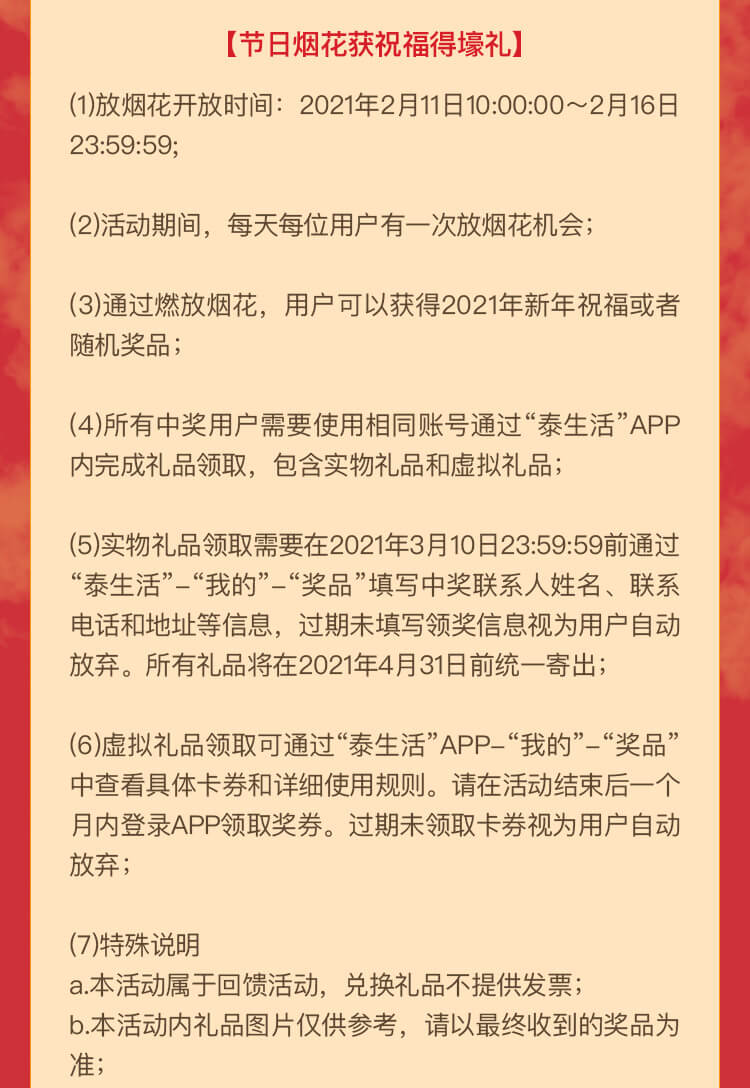 【节日烟花获祝福得壕礼】
(1)放烟花开放时间：2021年2月11日10:00:00～2月16日
23:59:59;
(2)活动期间，每天每位用户有一次放烟花机会；
(3)通过燃放烟花，用户可以获得2021年新年祝福或者
随机奖品；
(4)所有中奖用户需要使用相同账号通过“泰生活”APP
内完成礼品领取，包含实物礼品和虚拟礼品；
(5)实物礼品领取需要在2021年3月10日23:59:59前通过
“泰生活”–“我的”–“奖品”填写中奖联系人姓名、联系
电话和地址等信息，过期未填写领奖信息视为用户自动
放弃。所有礼品将在2021年4月31日前统一寄出；
(6)虚拟礼品领取可通过“泰生活”APP–“我的”–“奖品”
中查看具体卡券和详细使用规则。请在活动结束后一个
月内登录APP领取奖券。过期未领取卡券视为用户自动
放弃；
(7)特殊说明
a.本活动属于回馈活动，兑换礼品不提供发票；
b.本活动内礼品图片仅供参考，请以最终收到的奖品为
准；